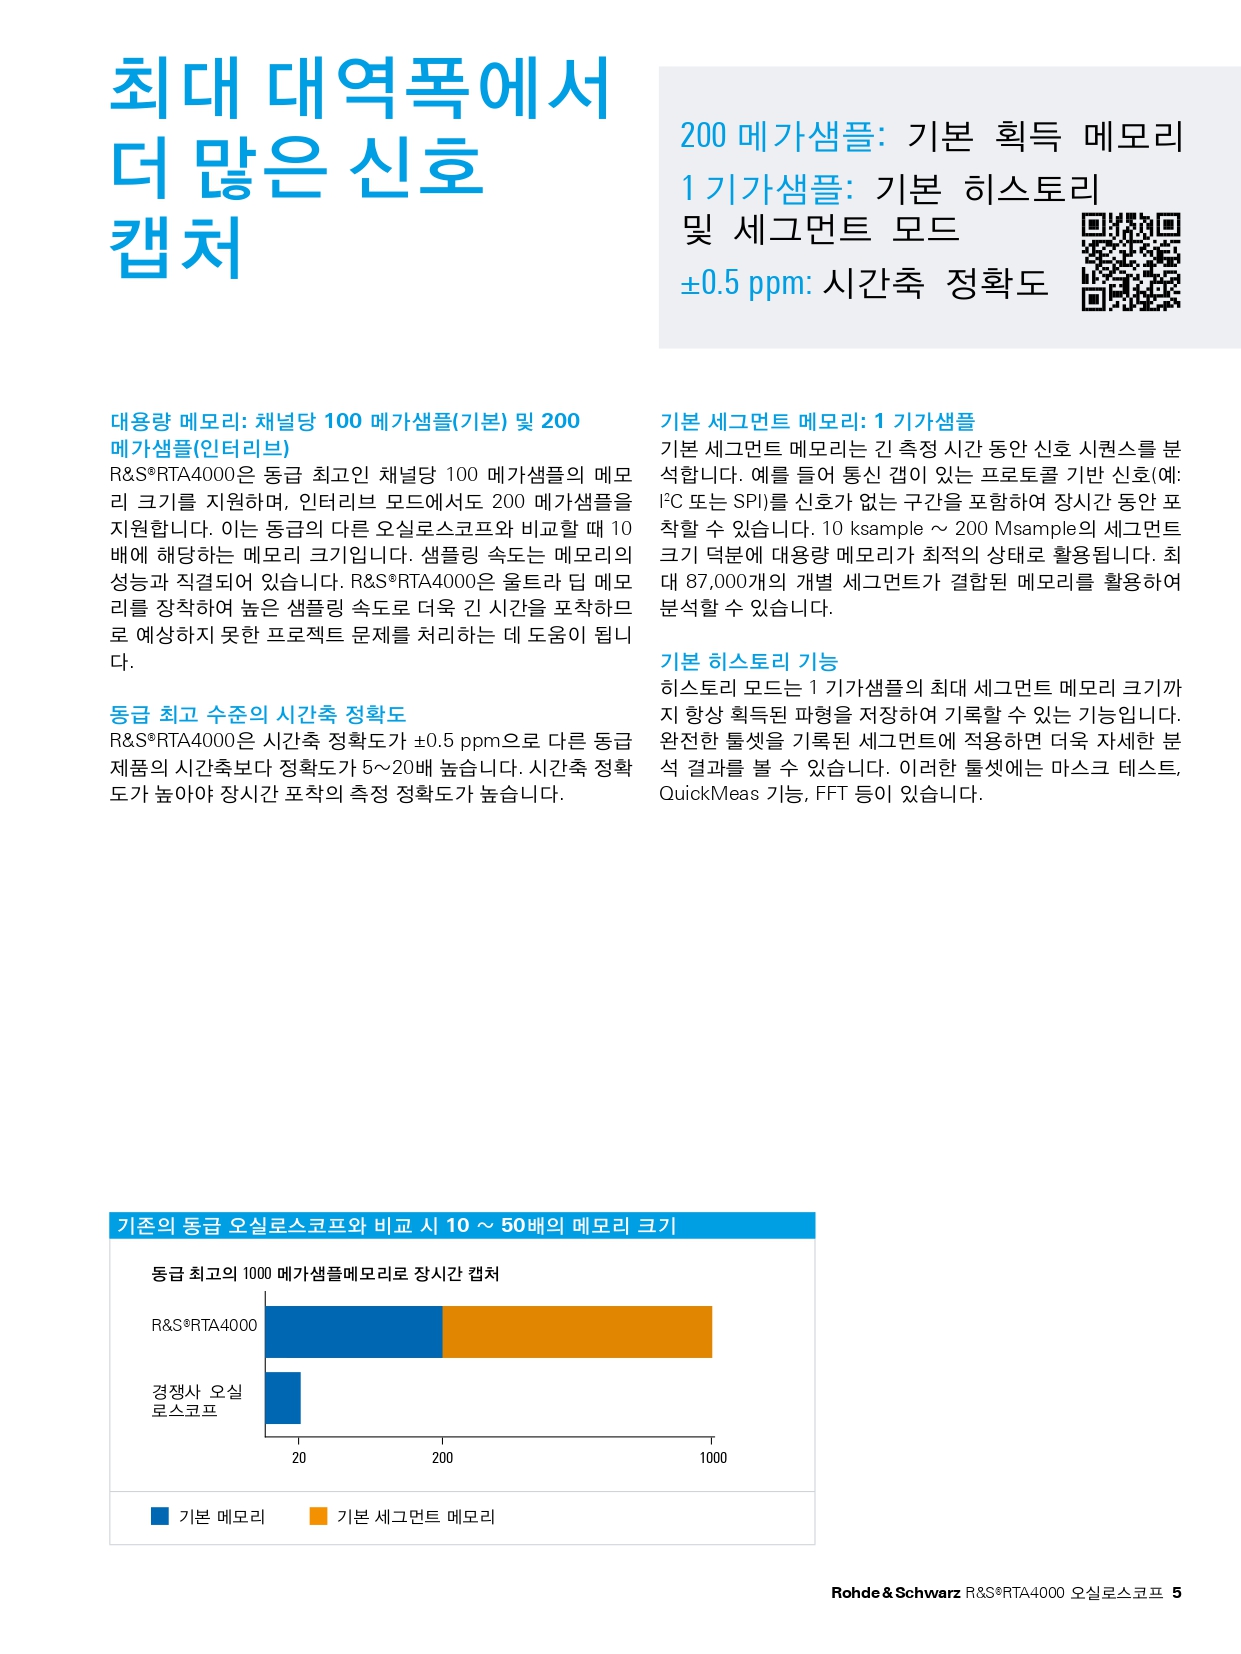 최대 대역폭에서
더 많은 신호
캡처
200 메가샘플: 기본 획득 메모리
1 기가샘플: 기본 히스토리
및 세그먼트 모드
±0.5 ppm: 시간축 정확도
대용량 메모리: 채널당 100 메가샘플(기본) 및 200
메가샘플(인터리브)
R&S®RTA4000은 동급 최고인 채널당 100 메가샘플의 메모
리 크기를 지원하며, 인터리브 모드에서도 200 메가샘플을
지원합니다. 이는 동급의 다른 오실로스코프와 비교할 때 10
배에 해당하는 메모리 크기입니다. 샘플링 속도는 메모리의
성능과 직결되어 있습니다. R&S®RTA4000은 울트라 딥 메모
리를 장착하여 높은 샘플링 속도로 더욱 긴 시간을 포착하므
로 예상하지 못한 프로젝트 문제를 처리하는 데 도움이 됩니
다.
동급 최고 수준의 시간축 정확도
R&S®RTA4000은 시간축 정확도가 ±0.5 ppm으로 다른 동급
제품의 시간축보다 정확도가 5~20배 높습니다. 시간축 정확
도가 높아야 장시간 포착의 측정 정확도가 높습니다.
기본 세그먼트 메모리: 1 기가샘플
기본 세그먼트 메모리는 긴 측정 시간 동안 신호 시퀀스를 분
석합니다. 예를 들어 통신 갭이 있는 프로토콜 기반 신호(예:
I²C 또는 SPI)를 신호가 없는 구간을 포함하여 장시간 동안 포
착할 수 있습니다. 10 ksample ~ 200 Msample의 세그먼트
크기 덕분에 대용량 메모리가 최적의 상태로 활용됩니다. 최
대 87,000개의 개별 세그먼트가 결합된 메모리를 활용하여
분석할 수 있습니다.
기본 히스토리 기능
히스토리 모드는 1 기가샘플의 최대 세그먼트 메모리 크기까
지 항상 획득된 파형을 저장하여 기록할 수 있는 기능입니다.
완전한 툴셋을 기록된 세그먼트에 적용하면 더욱 자세한 분
석 결과를 볼 수 있습니다. 이러한 툴셋에는 마스크 테스트,
QuickMeas 기능, FFT 등이 있습니다.
기존의 동급 오실로스코프와 비교 시 10 ~ 50배의 메모리 크기
동급 최고의 1000 메가샘플메모리로 장시간 캡처
R&S®RTA4000
경쟁사 오실
로스코프
20 200 1000
기본 메모리 기본 세그먼트 메모리
Rohde & Schwarz R&S®RTA4000 오실로스코프 5